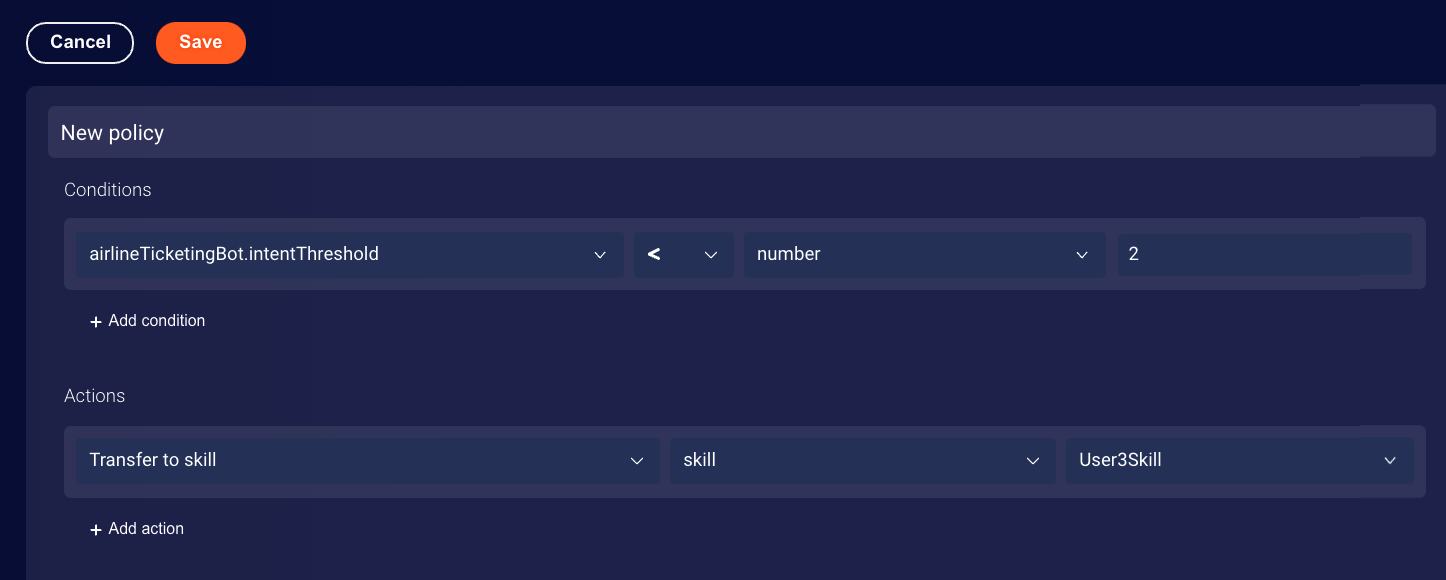 Cancel Save
New policy
Conditions
airlineTicketingBot.intentThreshold < number 2
+ Add condition
Actions
Transfer to skill skill User3Skill
+ Add action